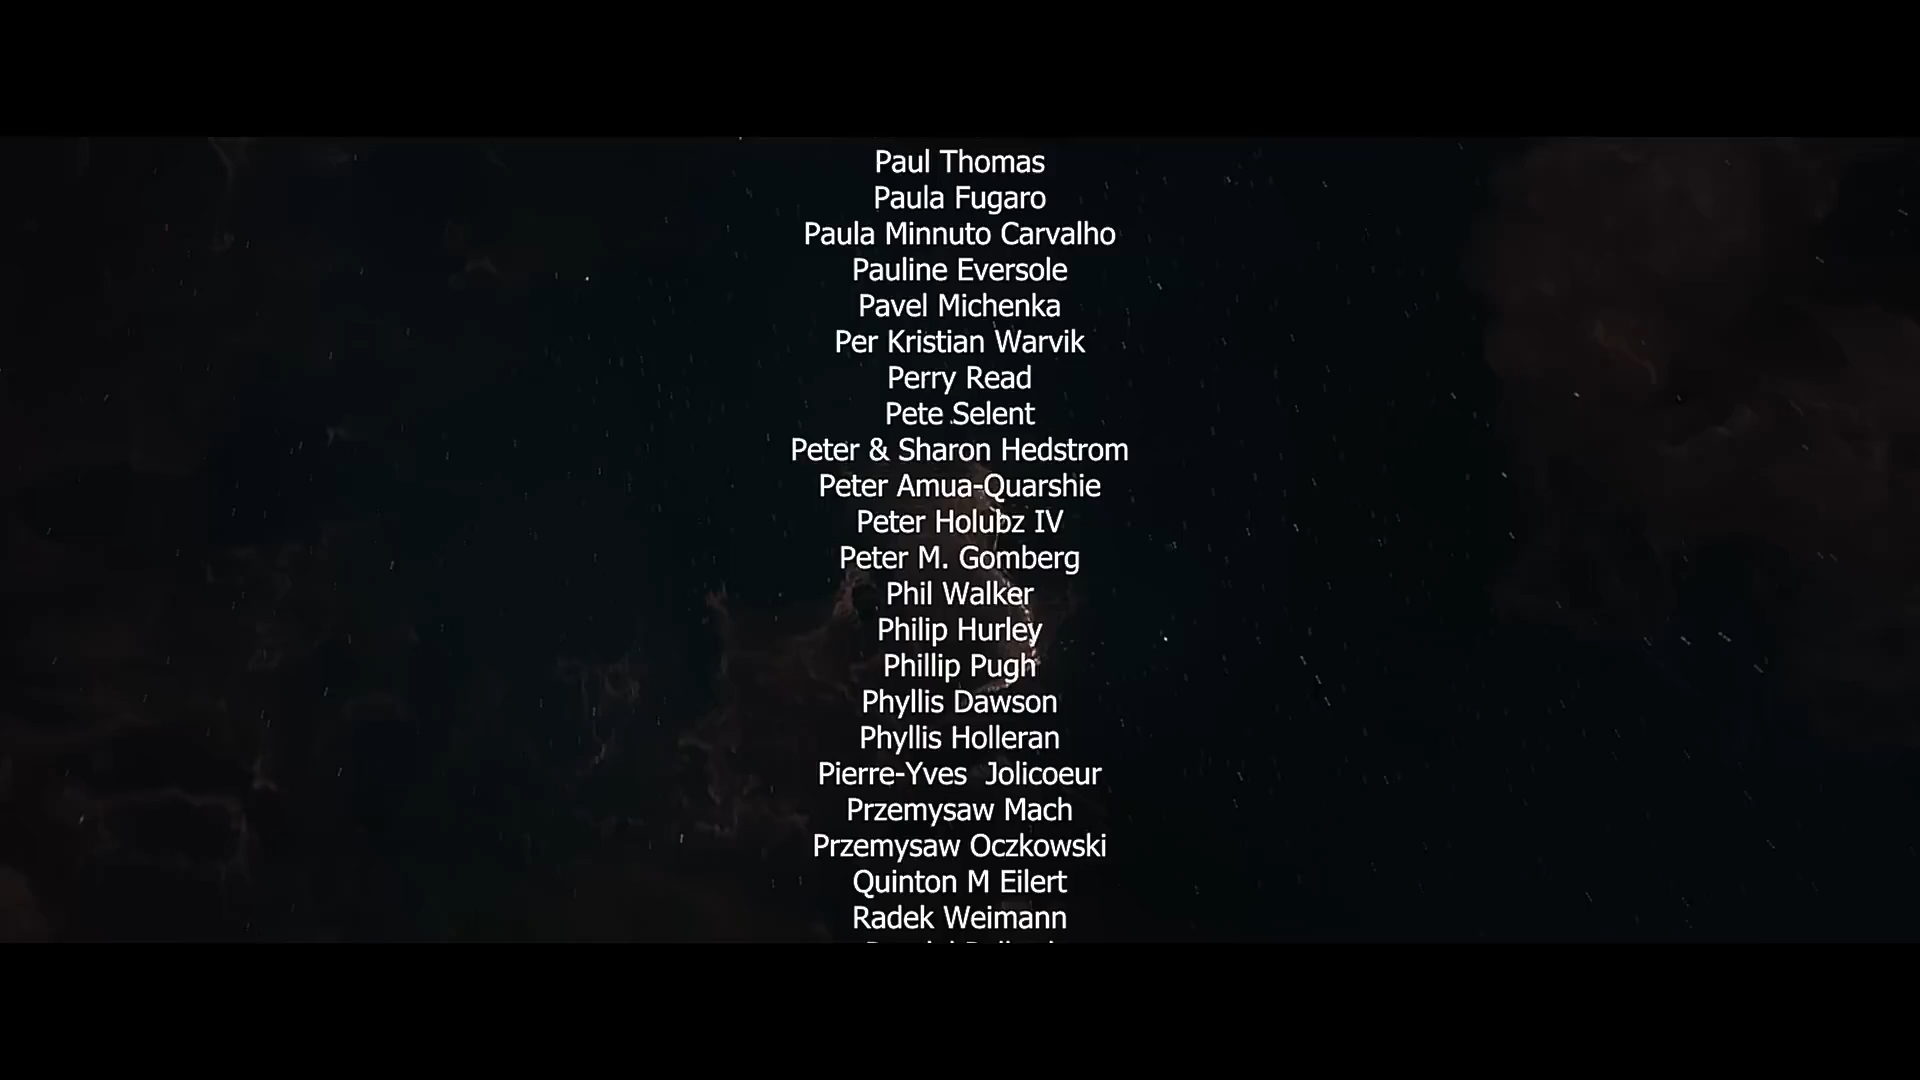 Paul Thomas
Paula Fugaro
Paula Minnuto Carvalho
Pauline Eversole
Pavel Michenka
Per Kristian Warvik
Perry Read
Pete Selent
Peter & Sharon Hedstrom
Peter Amua-Quarshie
Peter Holubz IV
Peter M. Gomberg
Phil Walker
Philip Hurley
Phillip Pugh
Phyllis Dawson
Phyllis Holleran
Pierre-Yves  Jolicoeur
Przemysaw Mach
Przemysaw Oczkowski
Quinton M Eilert
Radek Weimann